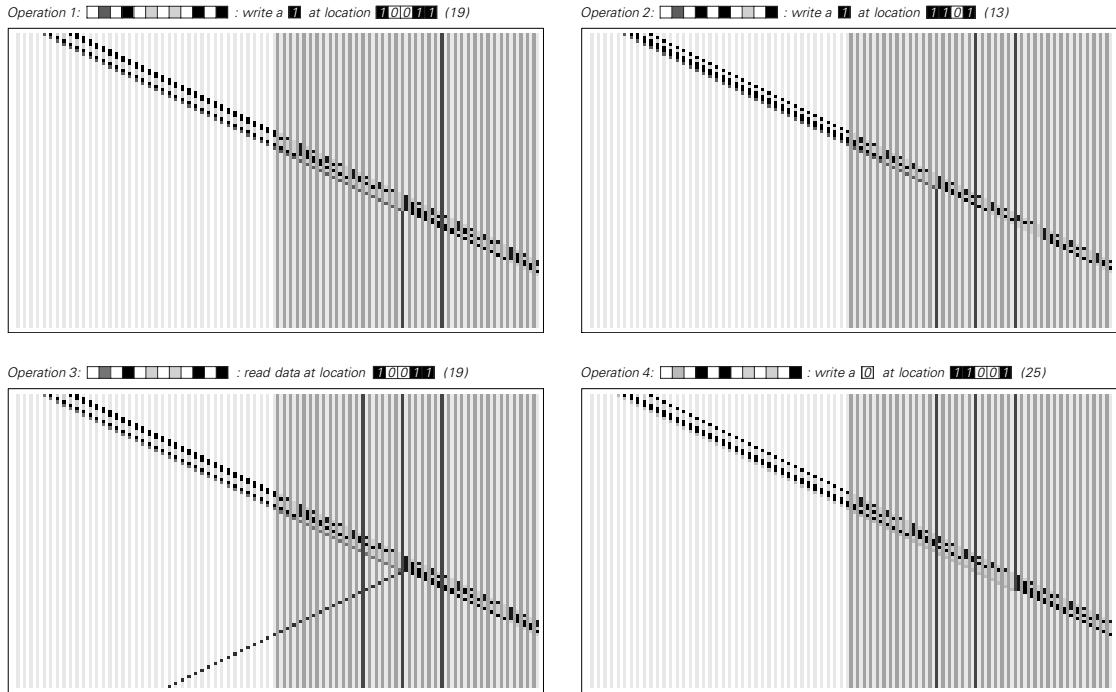 Operation 1: : write a 1 at location 10011 (19)
Operation 2: : write a 1 at location 1101 (13)
Operation 3: : read data at location 10011 (19)
Operation 4: : write a 0 at location 11001 (25)